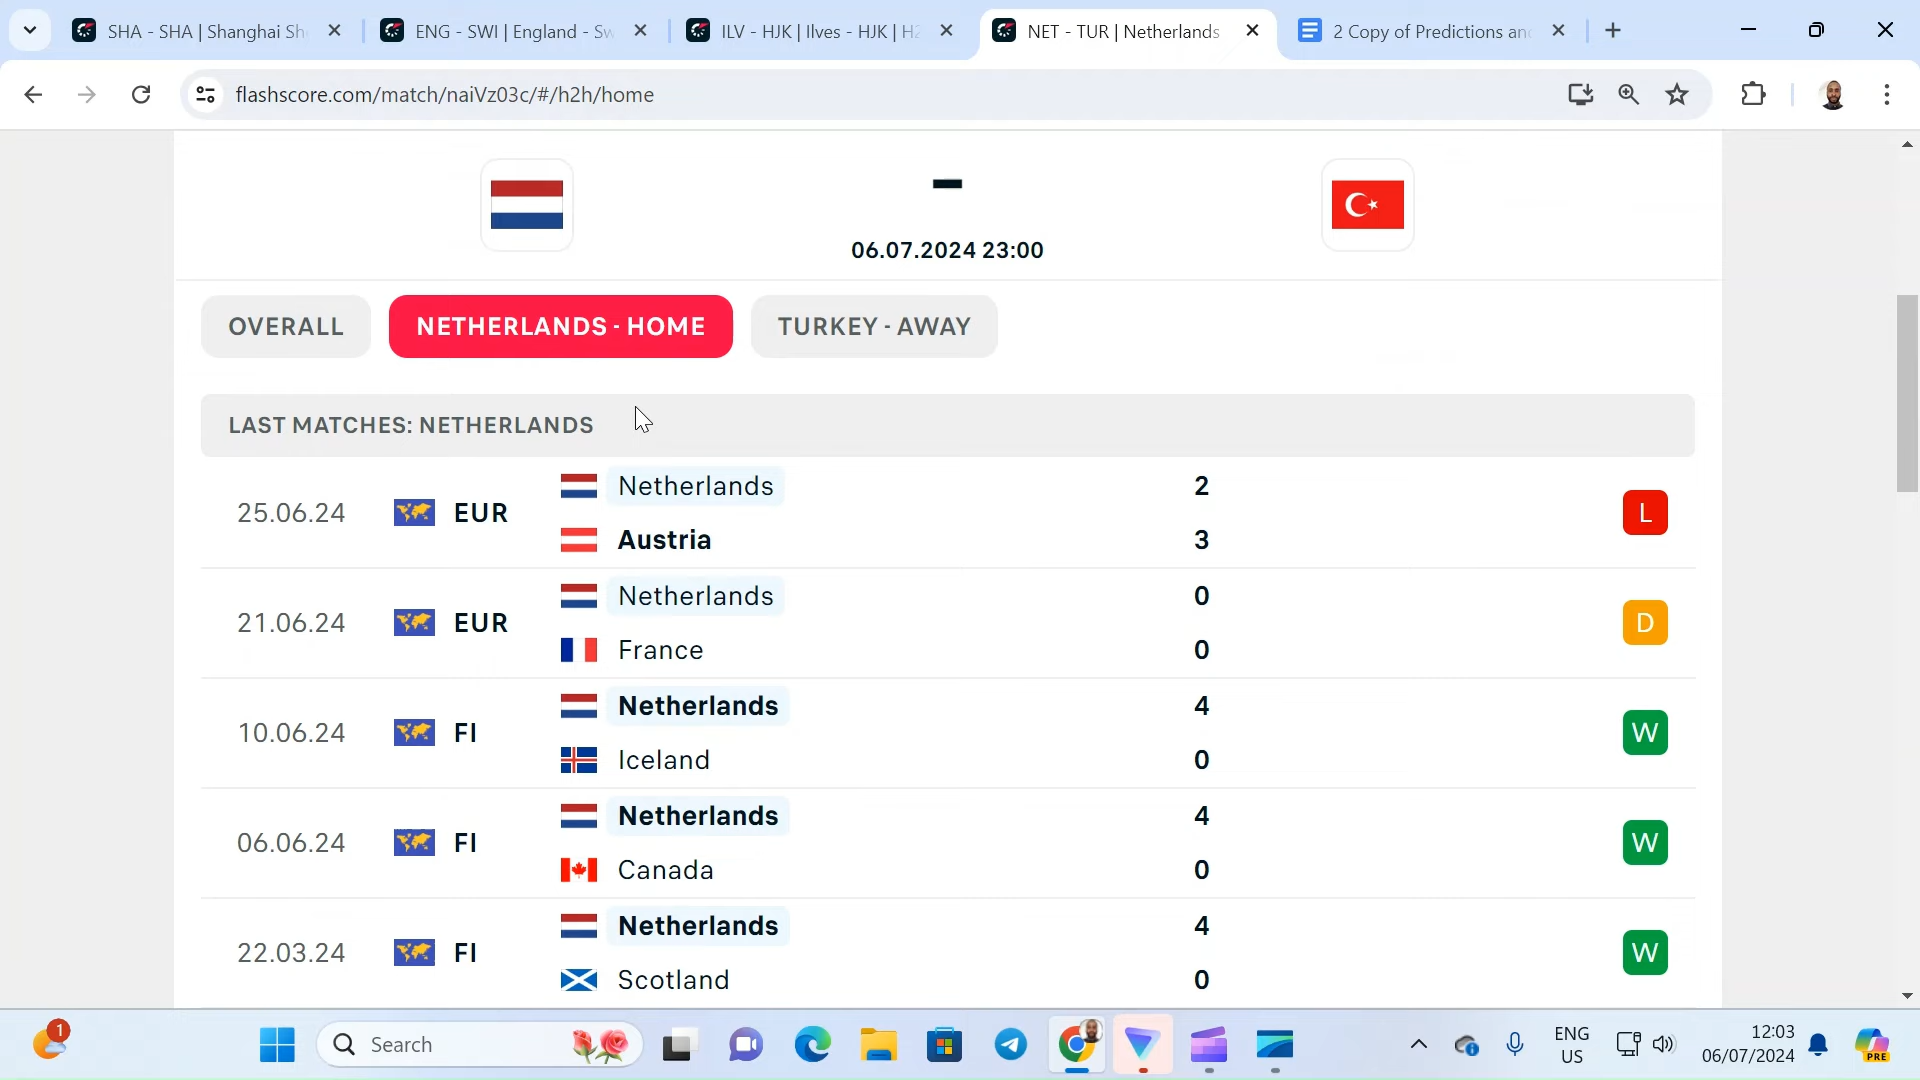 SHA - SHA | Shanghai Sh
ENG - SWI | England - Sw
ILV - HJK | Ilves - HJK | H2
NET - TUR | Netherlands
2 Copy of Predictions an
flashscore.com/match/naiVz03c/#/h2h/home
-
06.07.2024 23:00
OVERALL
NETHERLANDS - HOME
TURKEY - AWAY
LAST MATCHES: NETHERLANDS
25.06.24 EUR Netherlands 2 L
Austria 3
21.06.24 EUR Netherlands 0 D
France 0
10.06.24 FI Netherlands 4 W
Iceland 0
06.06.24 FI Netherlands 4 W
Canada 0
22.03.24 FI Netherlands 4 W
Scotland 0
1
Search
ENG
US
12:03
06/07/2024
PRE